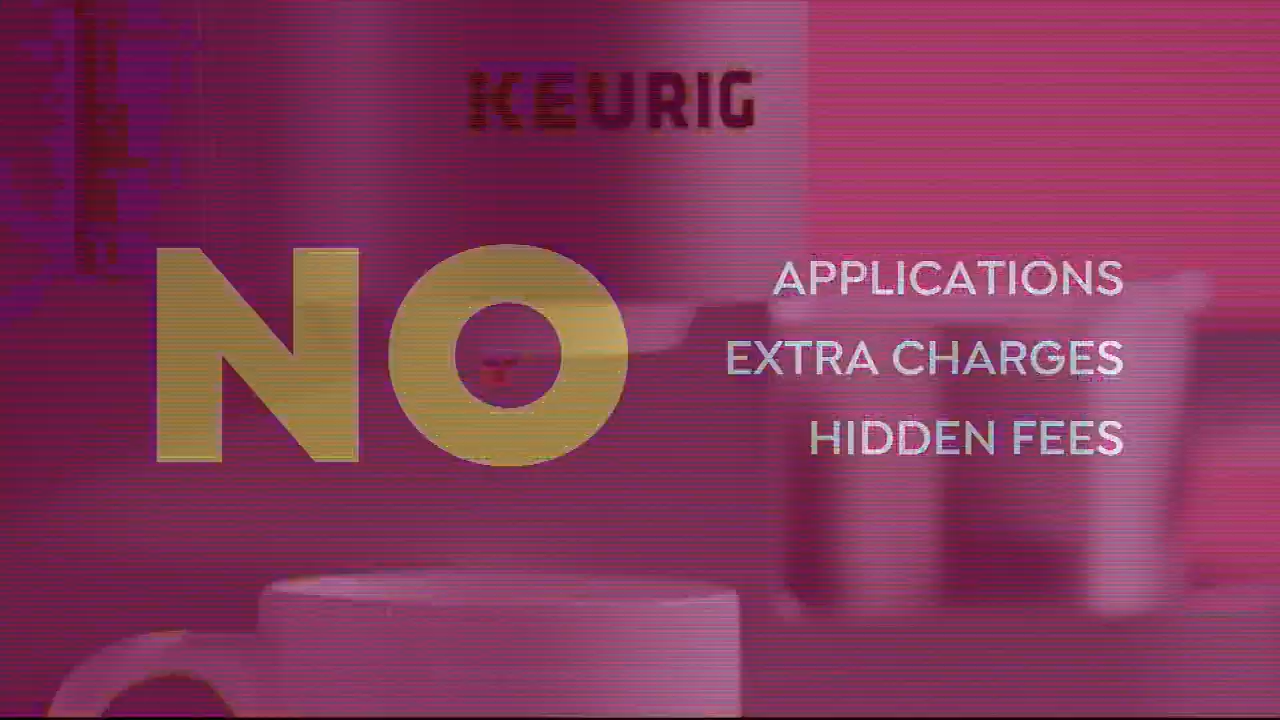 KEURIG
NO
APPLICATIONS
EXTRA CHARGES
HIDDEN FEES